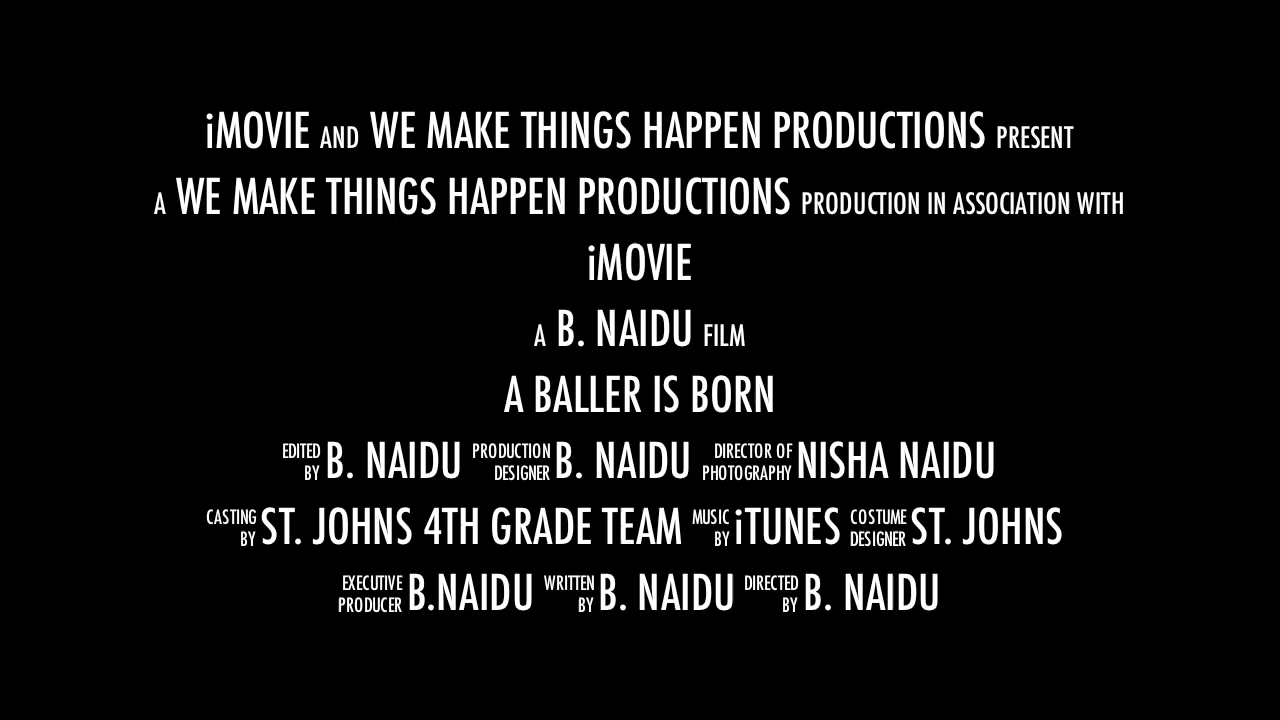 iMOVIE AND WE MAKE THINGS HAPPEN PRODUCTIONS PRESENT
A WE MAKE THINGS HAPPEN PRODUCTIONS PRODUCTION IN ASSOCIATION WITH
iMOVIE
A B. NAIDU FILM
A BALLER IS BORN
EDITED BY B. NAIDU PRODUCTION DESIGNER B. NAIDU DIRECTOR OF PHOTOGRAPHY NISHA NAIDU
CASTING BY ST. JOHNS 4TH GRADE TEAM MUSIC BY iTUNES COSTUME DESIGNER ST. JOHNS
EXECUTIVE PRODUCER B.NAIDU WRITTEN BY B. NAIDU DIRECTED BY B. NAIDU